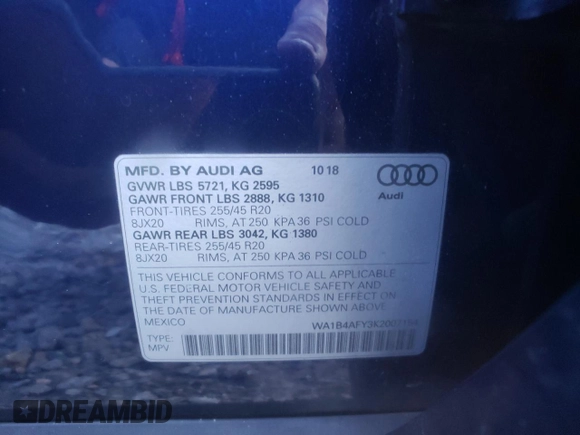 MFD. BY AUDI AG 10 18
GVWR LBS 5721, KG 2595
GAWR FRONT LBS 2888, KG 1310
FRONT-TIRES 255/45 R20
8JX20 RIMS, AT 250 KPA 36 PSI COLD
GAWR REAR LBS 3042, KG 1380
REAR-TIRES 255/45 R20
8JX20 RIMS, AT 250 KPA 36 PSI COLD
Audi
THIS VEHICLE CONFORMS TO ALL APPLICABLE
U.S. FEDERAL MOTOR VEHICLE SAFETY AND
THEFT PREVENTION STANDARDS IN EFFECT ON
THE DATE OF MANUFACTURE SHOWN ABOVE.
MEXICO
TYPE:
MPV
DREAMBID